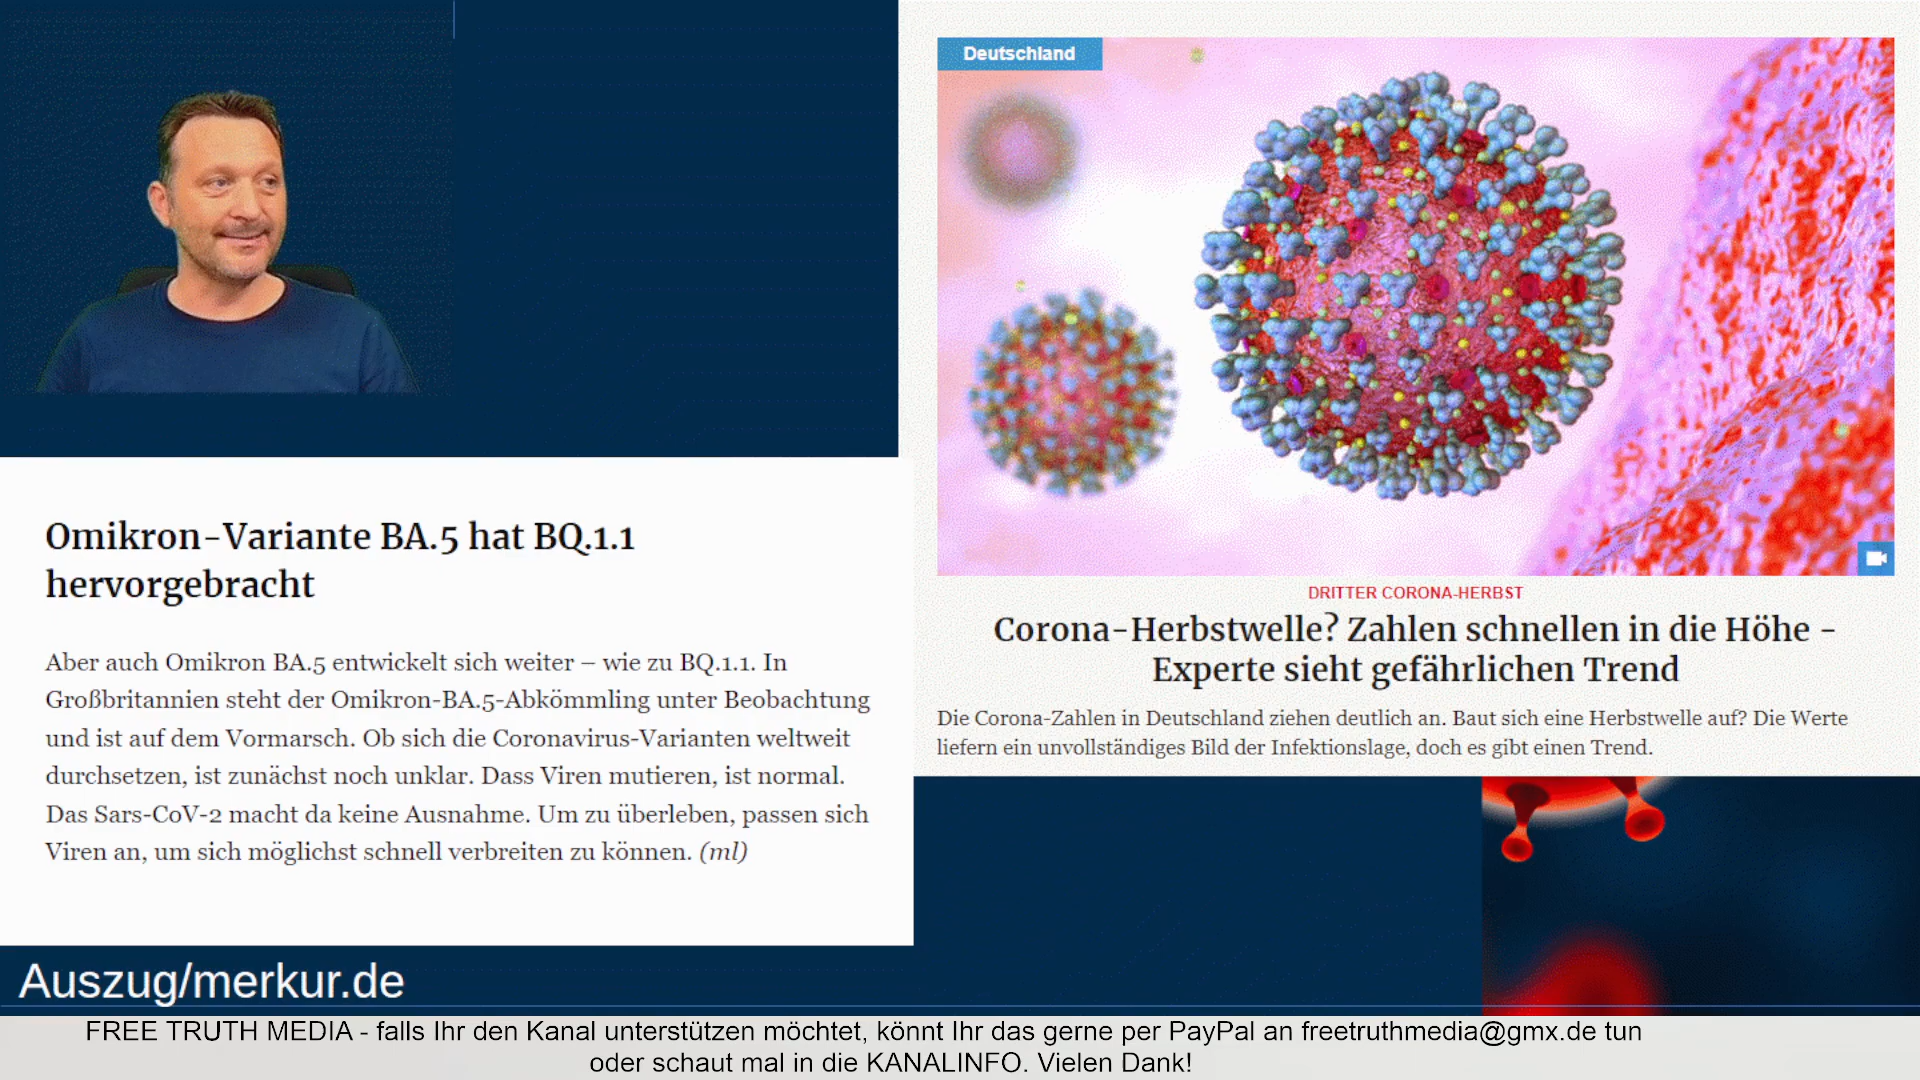 Omikron-Variante BA.5 hat BQ.1.1
hervorgebracht
Aber auch Omikron BA.5 entwickelt sich weiter – wie zu BQ.1.1. In
Großbritannien steht der Omikron-BA.5-Abkömmling unter Beobachtung
und ist auf dem Vormarsch. Ob sich die Coronavirus-Varianten weltweit
durchsetzen, ist zunächst noch unklar. Dass Viren mutieren, ist normal.
Das Sars-CoV-2 macht da keine Ausnahme. Um zu überleben, passen sich
Viren an, um sich möglichst schnell verbreiten zu können. (ml)
Deutschland
DRITTER CORONA-HERBST
Corona-Herbstwelle? Zahlen schnellen in die Höhe -
Experte sieht gefährlichen Trend
Die Corona-Zahlen in Deutschland ziehen deutlich an. Baut sich eine Herbstwelle auf? Die Werte
liefern ein unvollständiges Bild der Infektionslage, doch es gibt einen Trend.
Auszug/merkur.de
FREE TRUTH MEDIA - falls Ihr den Kanal unterstützen möchtet, könnt Ihr das gerne per PayPal an freetruthmedia@gmx.de tun
oder schaut mal in die KANALINFO. Vielen Dank!